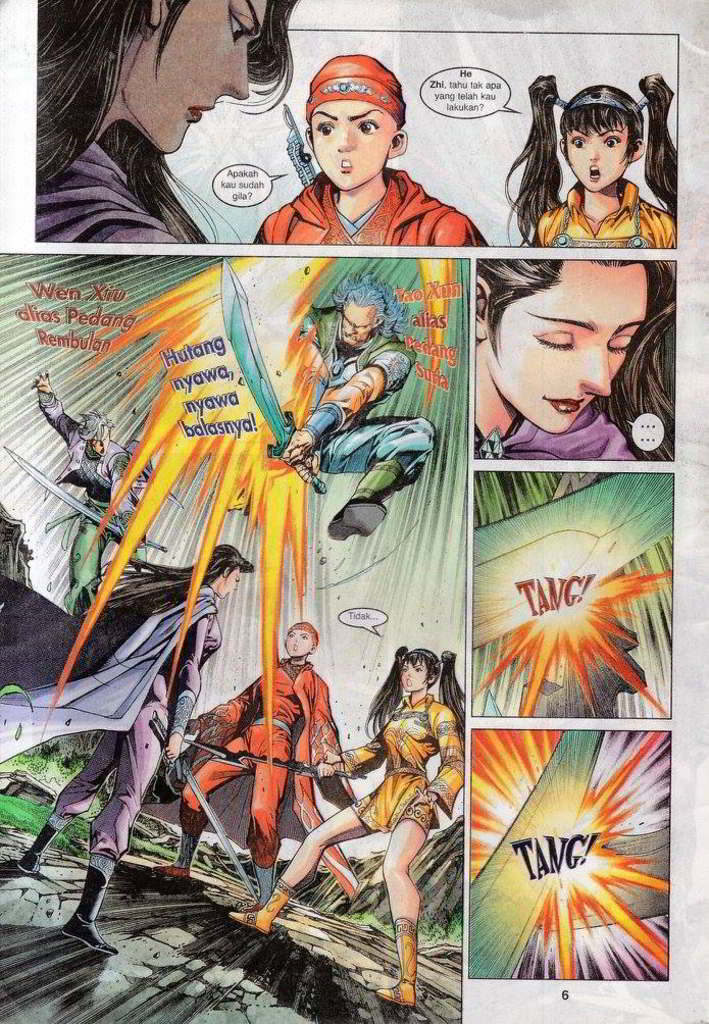 He
Zhi, tahu tak apa
yang telah kau
lakukan?
Apakah
kau sudah
gila?
Wen Xiu
alias Pedang
Rembulan
Hutang
nyawa,
nyawa
balasnya!
Tao Xun
alias
Pedang
Setia
Tidak...
... ...
TANG!
TANG!
6